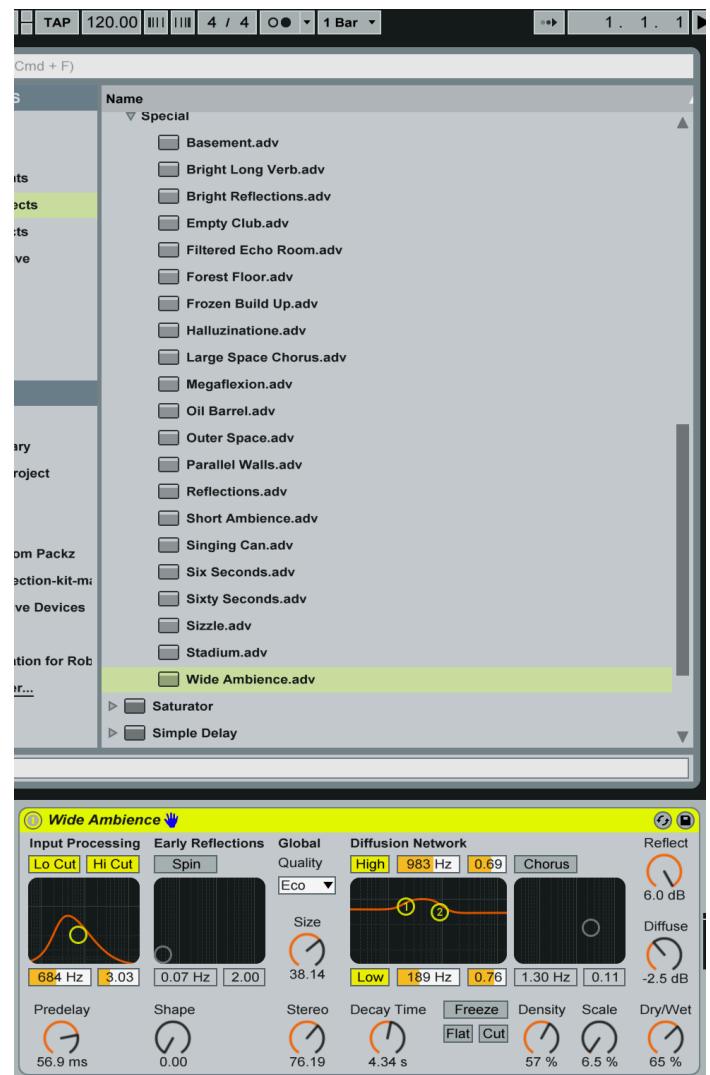 TAP 120.00 4 / 4 1 Bar 1. 1. 1
Cmd + F)
Name
Special
Basement.adv
Bright Long Verb.adv
Bright Reflections.adv
Empty Club.adv
Filtered Echo Room.adv
Forest Floor.adv
Frozen Build Up.adv
Halluzinatione.adv
Large Space Chorus.adv
Megaflexion.adv
Oil Barrel.adv
Outer Space.adv
Parallel Walls.adv
Reflections.adv
Short Ambience.adv
Singing Can.adv
Six Seconds.adv
Sixty Seconds.adv
Sizzle.adv
Stadium.adv
Wide Ambience.adv
Saturator
Simple Delay
S
nts
ects
cts
ve
ary
roject
om Packz
ection-kit-ma
ve Devices
ation for Rob
er...
Wide Ambience
Input Processing Early Reflections Global Diffusion Network Reflect
Lo Cut Hi Cut Spin Quality High 983 Hz 0.69 Chorus
Eco
6.0 dB
Size
Diffuse
684 Hz 3.03 0.07 Hz 2.00 38.14 Low 189 Hz 0.76 1.30 Hz 0.11 -2.5 dB
1
2
Predelay Shape Stereo Decay Time Freeze Density Scale Dry/Wet
Flat Cut
56.9 ms 0.00 76.19 4.34 s 57 % 6.5 % 65 %